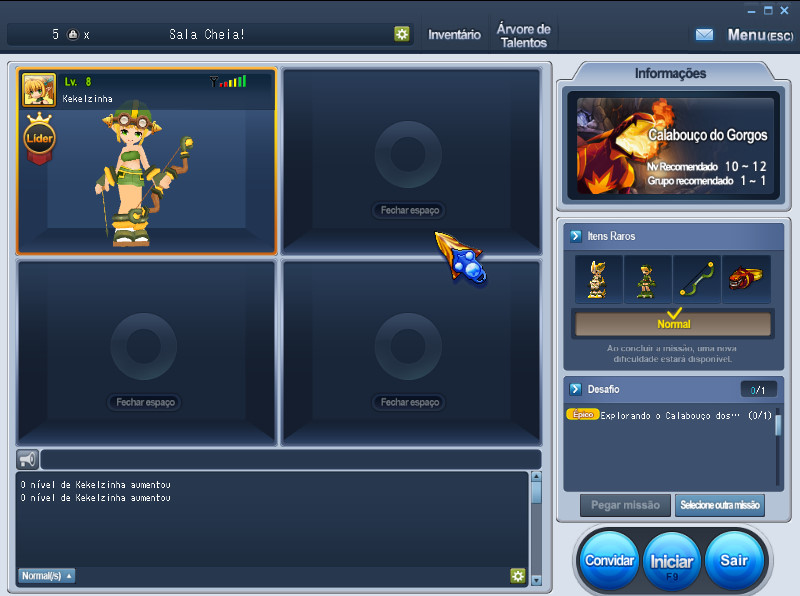 5 x
Sala Cheia!
Inventário
Árvore de
Talentos
Menu(ESC)
Lv. 8
Kekelzinha
Líder
Fechar espaço
Fechar espaço
Fechar espaço
Informações
Calabouço do Gorgos
Nv Recomendado 10 ~ 12
Grupo recomendado 1 ~ 1
Itens Raros
Normal
Ao concluir a missão, uma nova
dificuldade estará disponível.
Desafio
0/1
Épico Explorando o Calabouço dos... (0/1)
Pegar missão
Selecione outra missão
O nível de Kekelzinha aumentou
O nível de Kekelzinha aumentou
Normal(s)
Convidar
Iniciar
F9
Sair